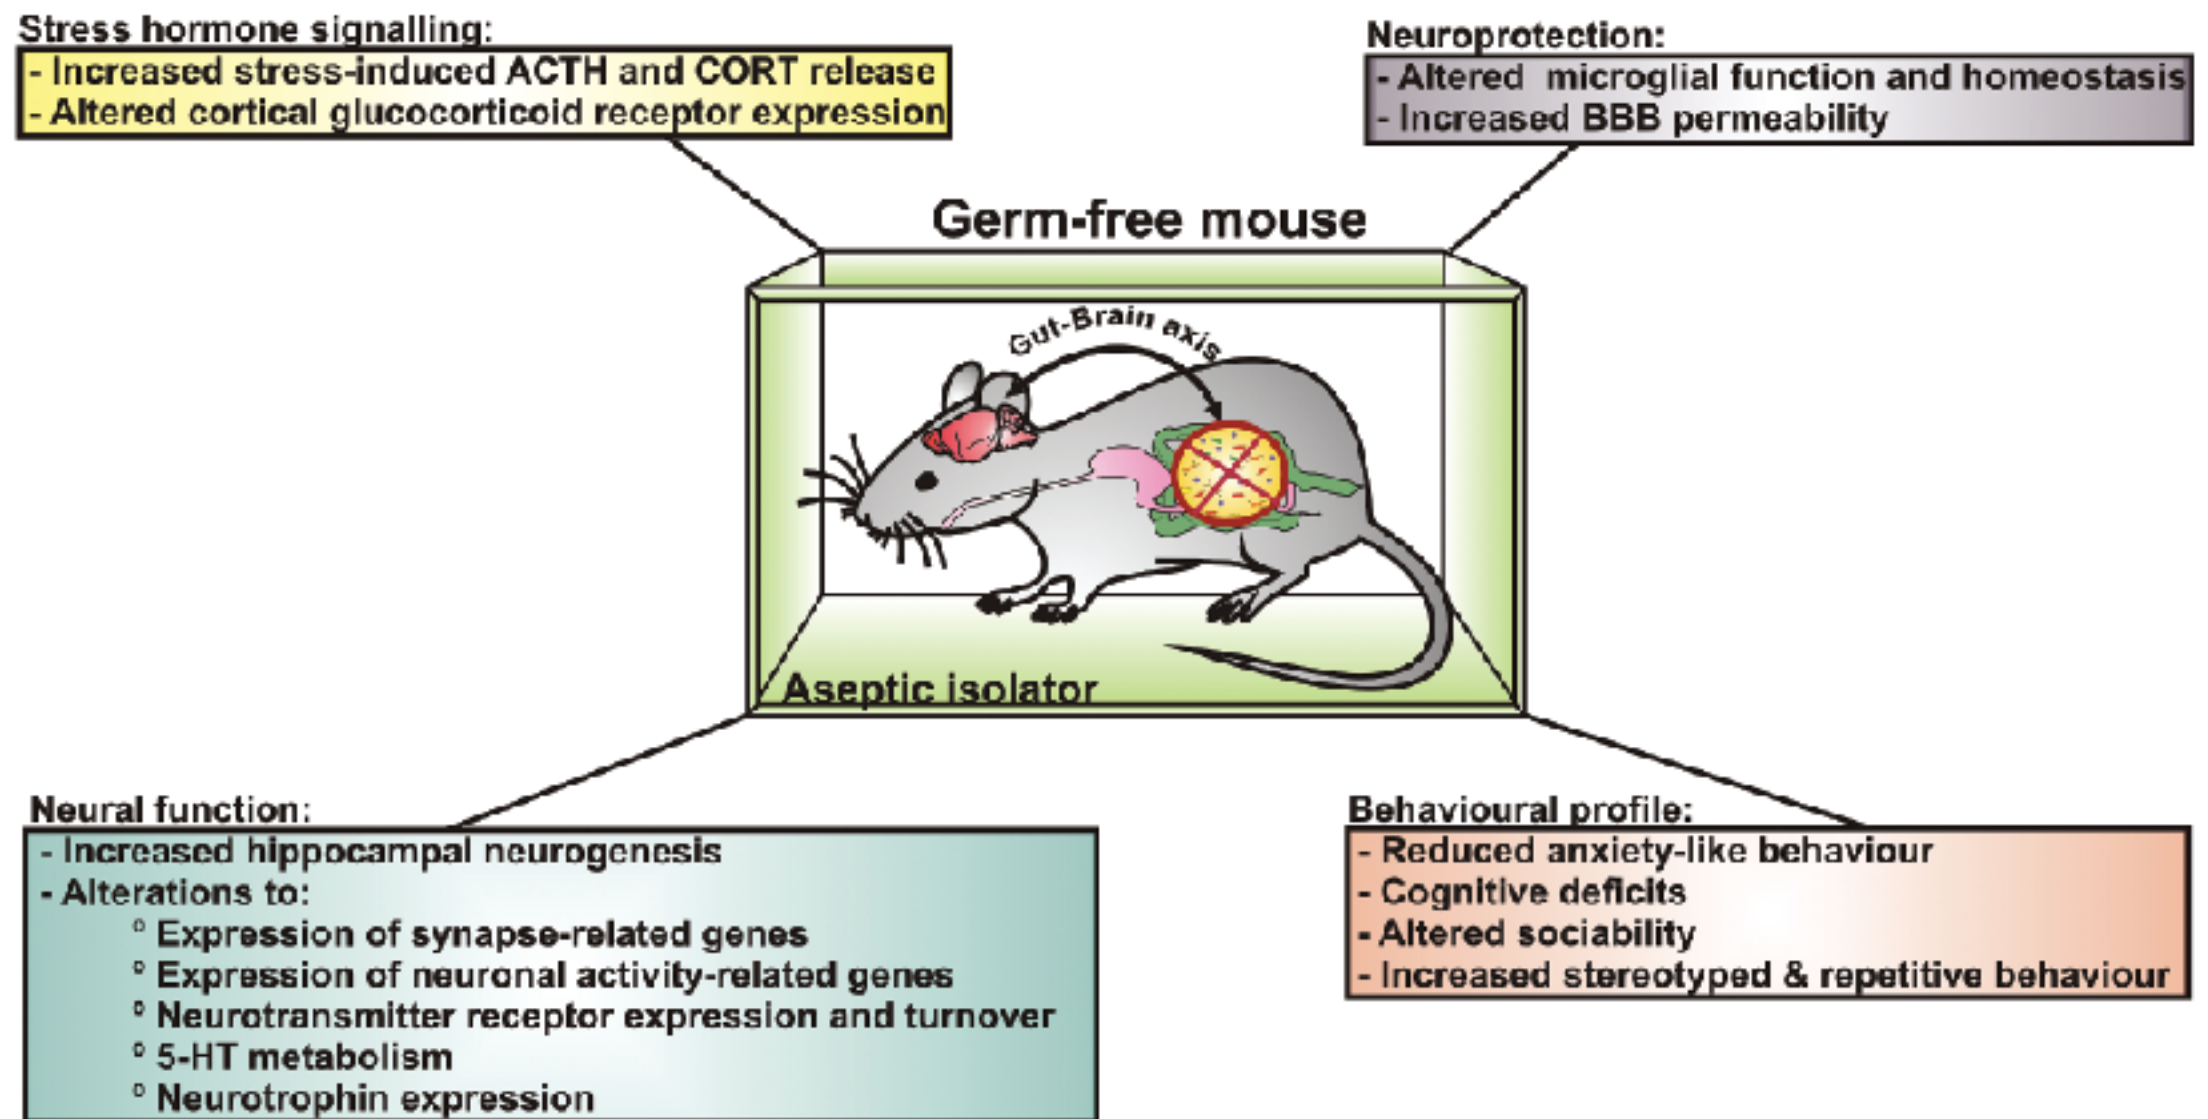 Stress hormone signalling:
- Increased stress-induced ACTH and CORT release
- Altered cortical glucocorticoid receptor expression
Neuroprotection:
- Altered microglial function and homeostasis
- Increased BBB permeability
Germ-free mouse
Gut-Brain axis
Aseptic isolator
Neural function:
- Increased hippocampal neurogenesis
- Alterations to:
° Expression of synapse-related genes
° Expression of neuronal activity-related genes
° Neurotransmitter receptor expression and turnover
° 5-HT metabolism
° Neurotrophin expression
Behavioural profile:
- Reduced anxiety-like behaviour
- Cognitive deficits
- Altered sociability
- Increased stereotyped & repetitive behaviour